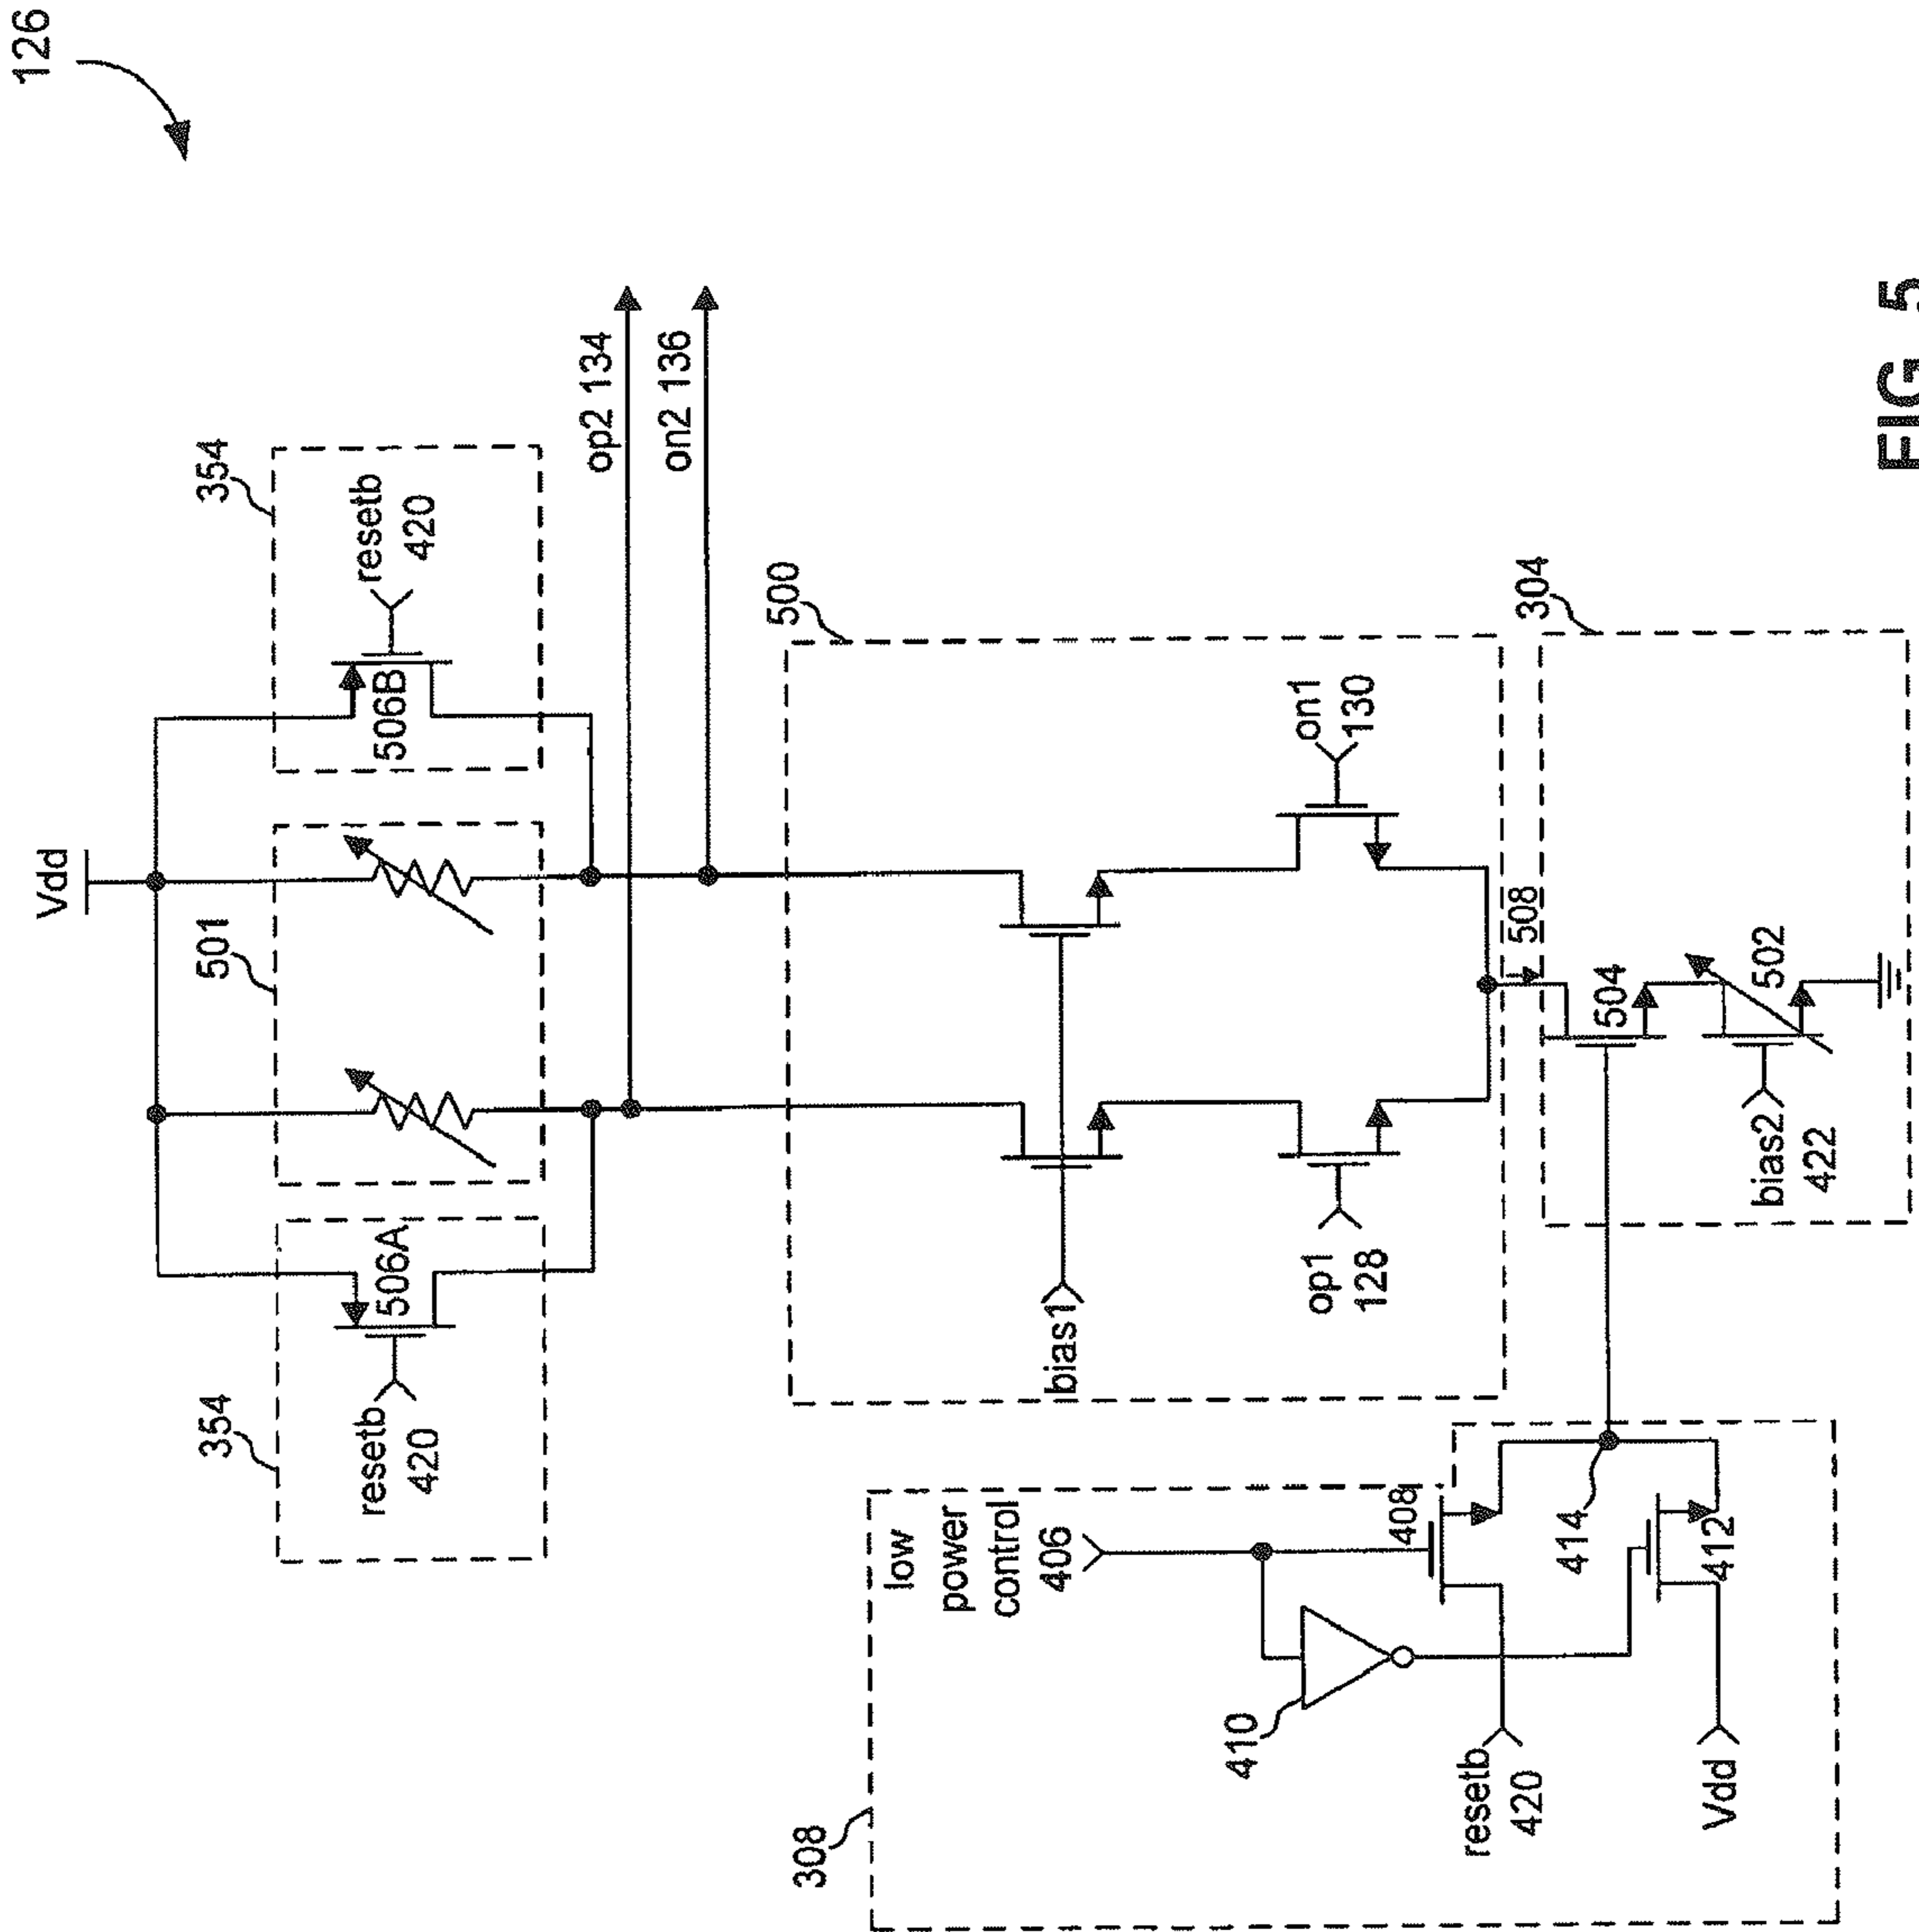 126
Vdd
354
501
354
resetb
420
506A
506B
resetb
420
op2 134
on2 136
500
bias1
op1
128
on1
130
508
304
504
502
bias2
422
308
low
power
control
406
408
410
414
412
resetb
420
Vdd
FIG. 5